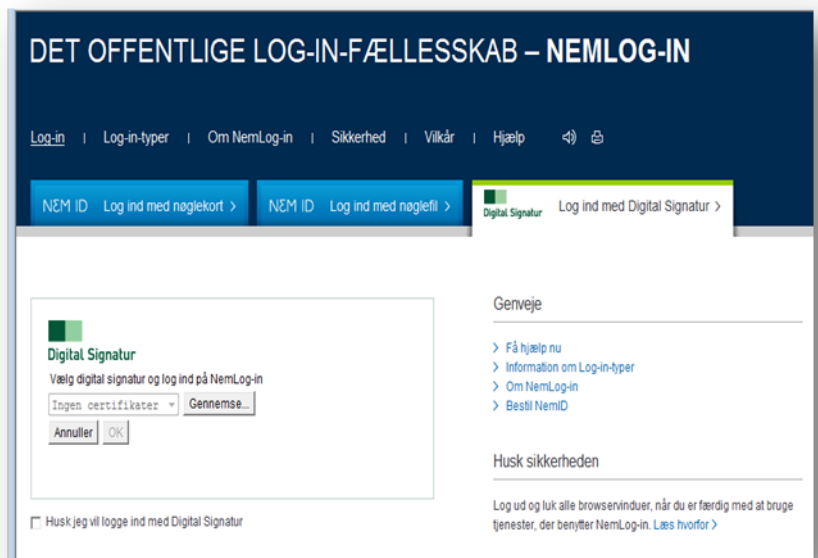 DET OFFENTLIGE LOG-IN-FÆLLESSKAB – NEMLOG-IN
Log-in | Log-in-typer | Om NemLog-in | Sikkerhed | Vilkår | Hjælp
NEM ID Log ind med nøglekort >
NEM ID Log ind med nøglefil >
Digital Signatur Log ind med Digital Signatur >
Digital Signatur
Vælg digital signatur og log ind på NemLog-in
Ingen certifikater Gennemse...
Annuller OK
Husk jeg vil logge ind med Digital Signatur
Genveje
> Få hjælp nu
> Information om Log-in-typer
> Om NemLog-in
> Bestil NemID
Husk sikkerheden
Log ud og luk alle browservinduer, når du er færdig med at bruge
tjenester, der benytter NemLog-in. Læs hvorfor >